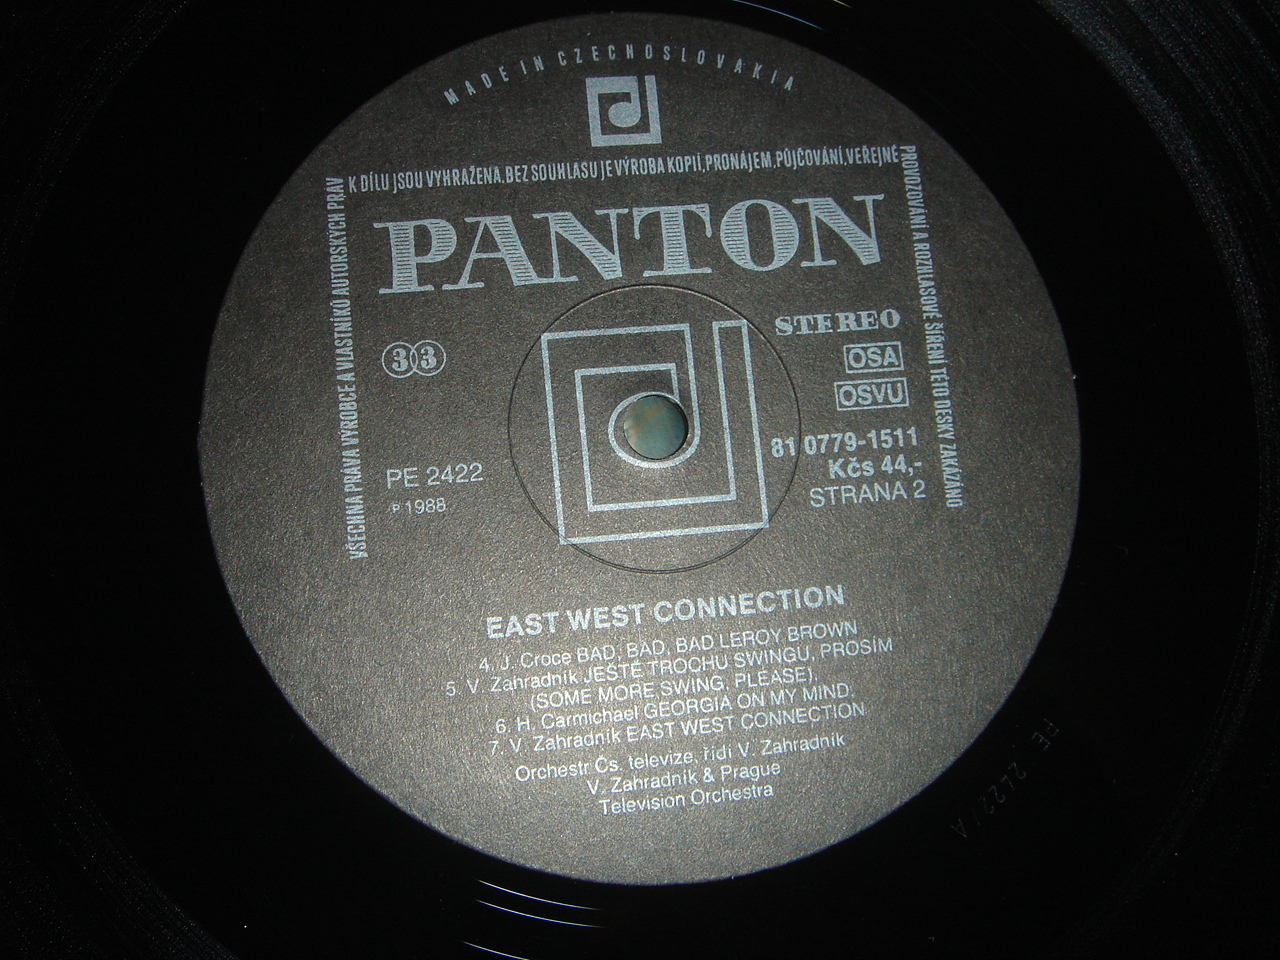 MADE IN CZECHOSLOVAKIA
VŠECHNA PRÁVA VÝROBCE A VLASTNÍKŮ AUTORSKÝCH PRÁV
K DÍLU JSOU VYHRAŽENA. BEZ SOUHLASU JE VÝROBA KOPIÍ, PRONÁJEM, PŮJČOVÁNÍ, VEŘEJNÉ
PROVOZOVÁNÍ A ROZHLASOVÉ ŠÍŘENÍ TÉTO DESKY ZAKÁZÁNO
PANTON
STEREO
33
OSA
OSVU
81 0779-1511
Kčs 44,-
STRANA 2
PE 2422
P 1988
EAST WEST CONNECTION
4. J. Croce BAD, BAD, BAD LEROY BROWN
5. V. Zahradník JEŠTĚ TROCHU SWINGU, PROSÍM
(SOME MORE SWING, PLEASE),
6. H. Carmichael GEORGIA ON MY MIND.
7. V. Zahradník EAST WEST CONNECTION
Orchestr Čs. televize, řídí V. Zahradník
V. Zahradník & Prague
Television Orchestra
PE 2422/A